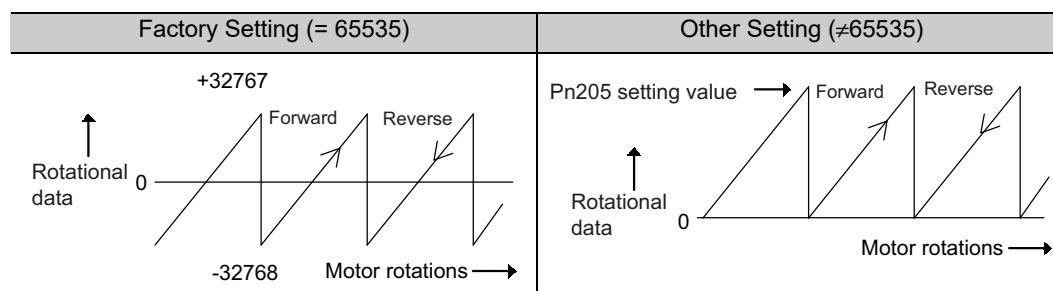 Factory Setting (= 65535)
Other Setting (≠65535)
+32767
Forward
Reverse
Rotational
data
0
-32768
Motor rotations
Pn205 setting value
Forward
Reverse
Rotational
data
0
Motor rotations